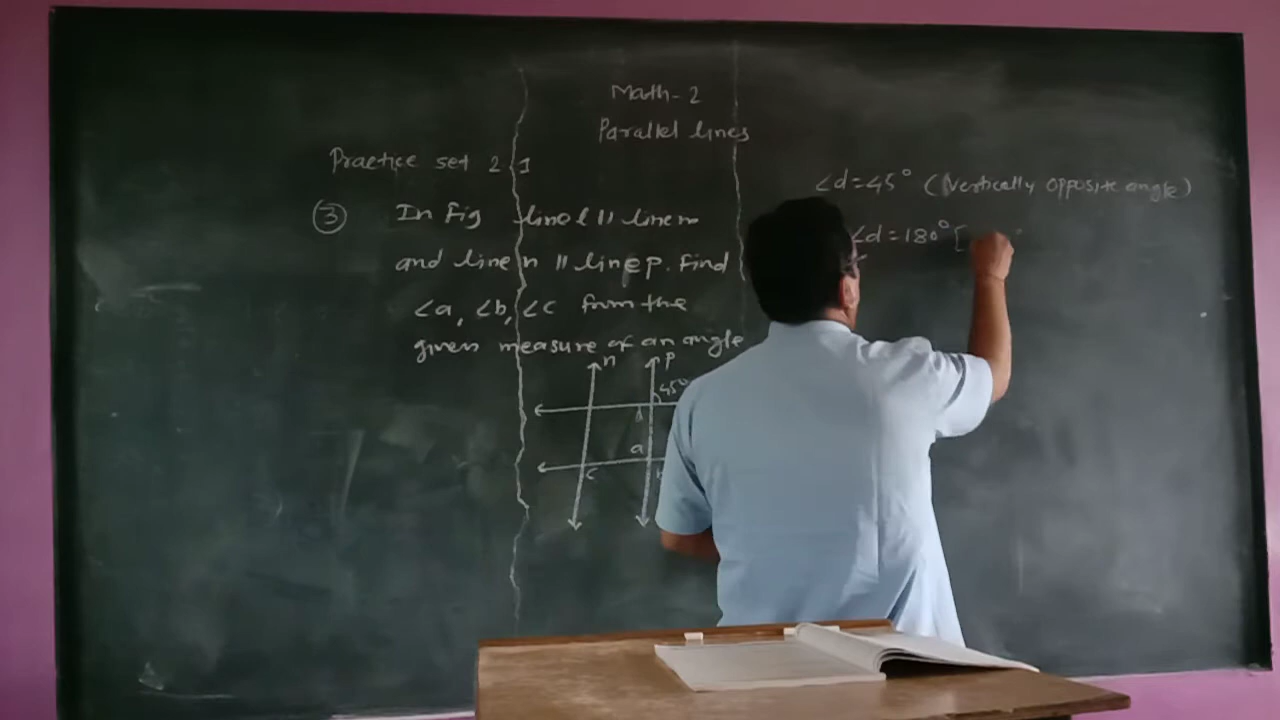 Math-2
Parallel lines
Practice set 2.1
③ In fig line l || line m
and line n || line p. Find
∠a, ∠b, ∠c form the
given measure of an angle
n p
45°
d
a
c
∠d=45° (Vertically opposite angle)
∠d=180° [